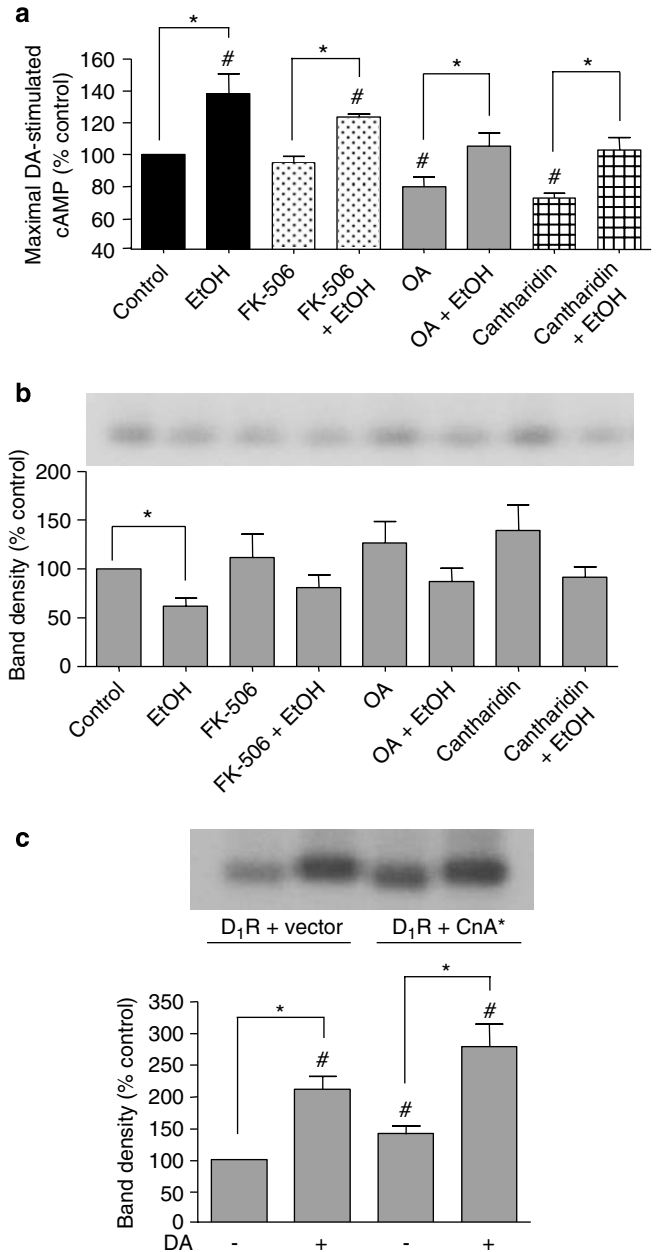 a
Maximal DA-stimulated
cAMP (% control)
160
140
120
100
80
60
40
*
#
*
#
*
#
*
#
Control
EtOH
FK-506
FK-506
+ EtOH
OA
OA + EtOH
Cantharidin
Cantharidin
+ EtOH
b
Band density (% control)
200
150
100
50
0
*
Control
EtOH
FK-506
FK-506 + EtOH
OA
OA + EtOH
Cantharidin
Cantharidin
+ EtOH
c
D1R + vector
D1R + CnA*
Band density (% control)
350
300
250
200
150
100
50
0
*
#
*
#
#
DA - + - +